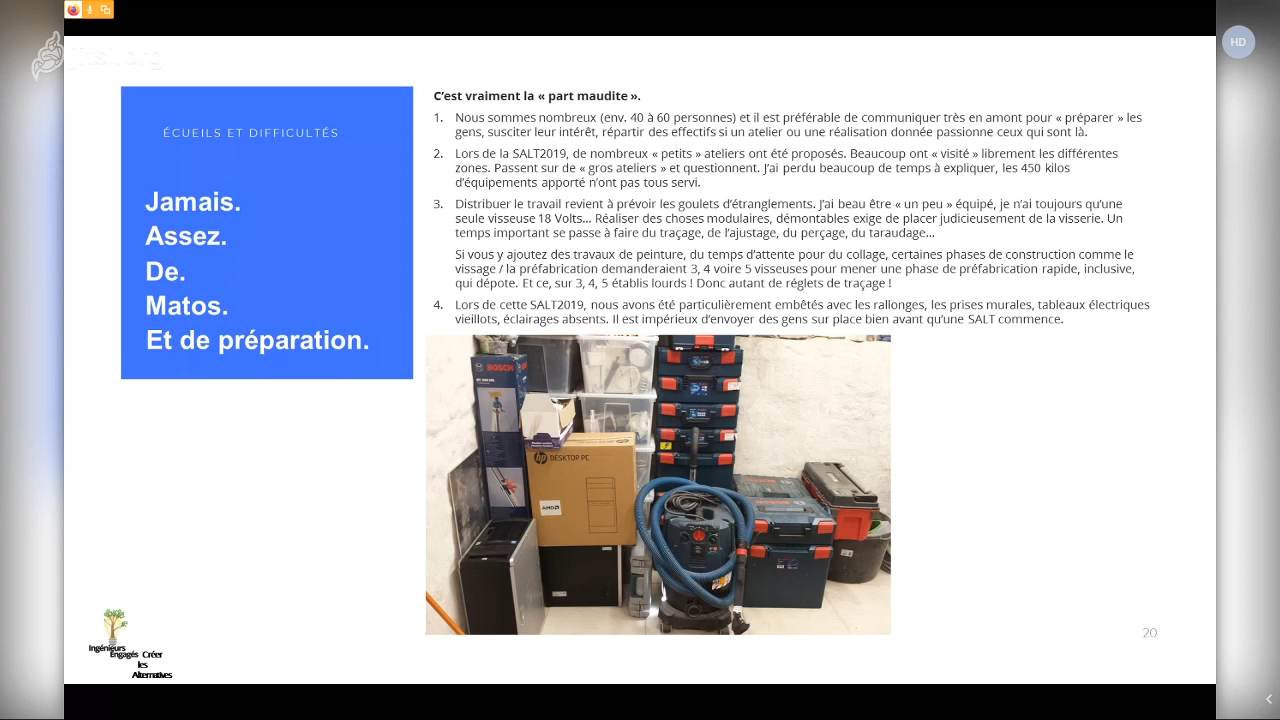 jitsi.org
HD
ÉCUEILS ET DIFFICULTÉS
Jamais.
Assez.
De.
Matos.
Et de préparation.
C’est vraiment la « part maudite ».
1. Nous sommes nombreux (env. 40 à 60 personnes) et il est préférable de communiquer très en amont pour « préparer » les
gens, susciter leur intérêt, répartir des effectifs si un atelier ou une réalisation donnée passionne ceux qui sont là.
2. Lors de la SALT2019, de nombreux « petits » ateliers ont été proposés. Beaucoup ont « visité » librement les différentes
zones. Passent sur de « gros ateliers » et questionnent. J’ai perdu beaucoup de temps à expliquer, les 450 kilos
d’équipements apporté n’ont pas tous servi.
3. Distribuer le travail revient à prévoir les goulets d’étranglements. J’ai beau être « un peu » équipé, je n’ai toujours qu’une
seule visseuse 18 Volts… Réaliser des choses modulaires, démontables exige de placer judicieusement de la visserie. Un
temps important se passe à faire du traçage, de l’ajustage, du perçage, du taraudage…
Si vous y ajoutez des travaux de peinture, du temps d’attente pour du collage, certaines phases de construction comme le
vissage / la préfabrication demanderaient 3, 4 voire 5 visseuses pour mener une phase de préfabrication rapide, inclusive,
qui dépote. Et ce, sur 3, 4, 5 établis lourds ! Donc autant de réglets de traçage !
4. Lors de cette SALT2019, nous avons été particulièrement embêtés avec les rallonges, les prises murales, tableaux électriques
vieillots, éclairages absents. Il est impérieux d’envoyer des gens sur place bien avant qu’une SALT commence.
BOSCH
hp DESKTOP PC
AMD
Ingénieurs
Engagés Créer
les
Alternatives
20